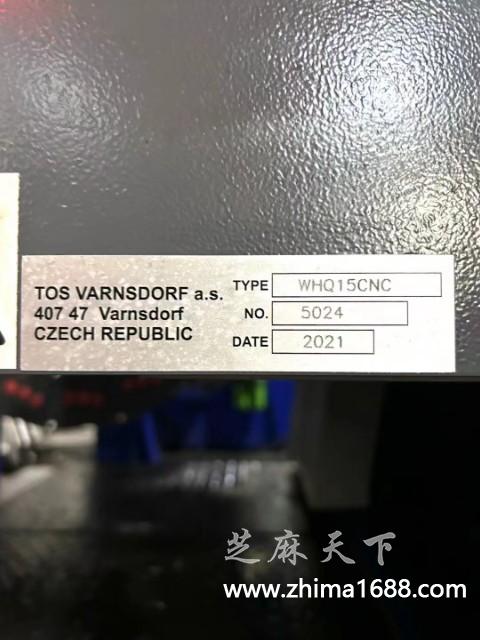 TOS VARNSDORF a.s.
407 47 Varnsdorf
CZECH REPUBLIC
TYPE WHQ15CNC
NO. 5024
DATE 2021
芝麻天下
www.zhima1688.com